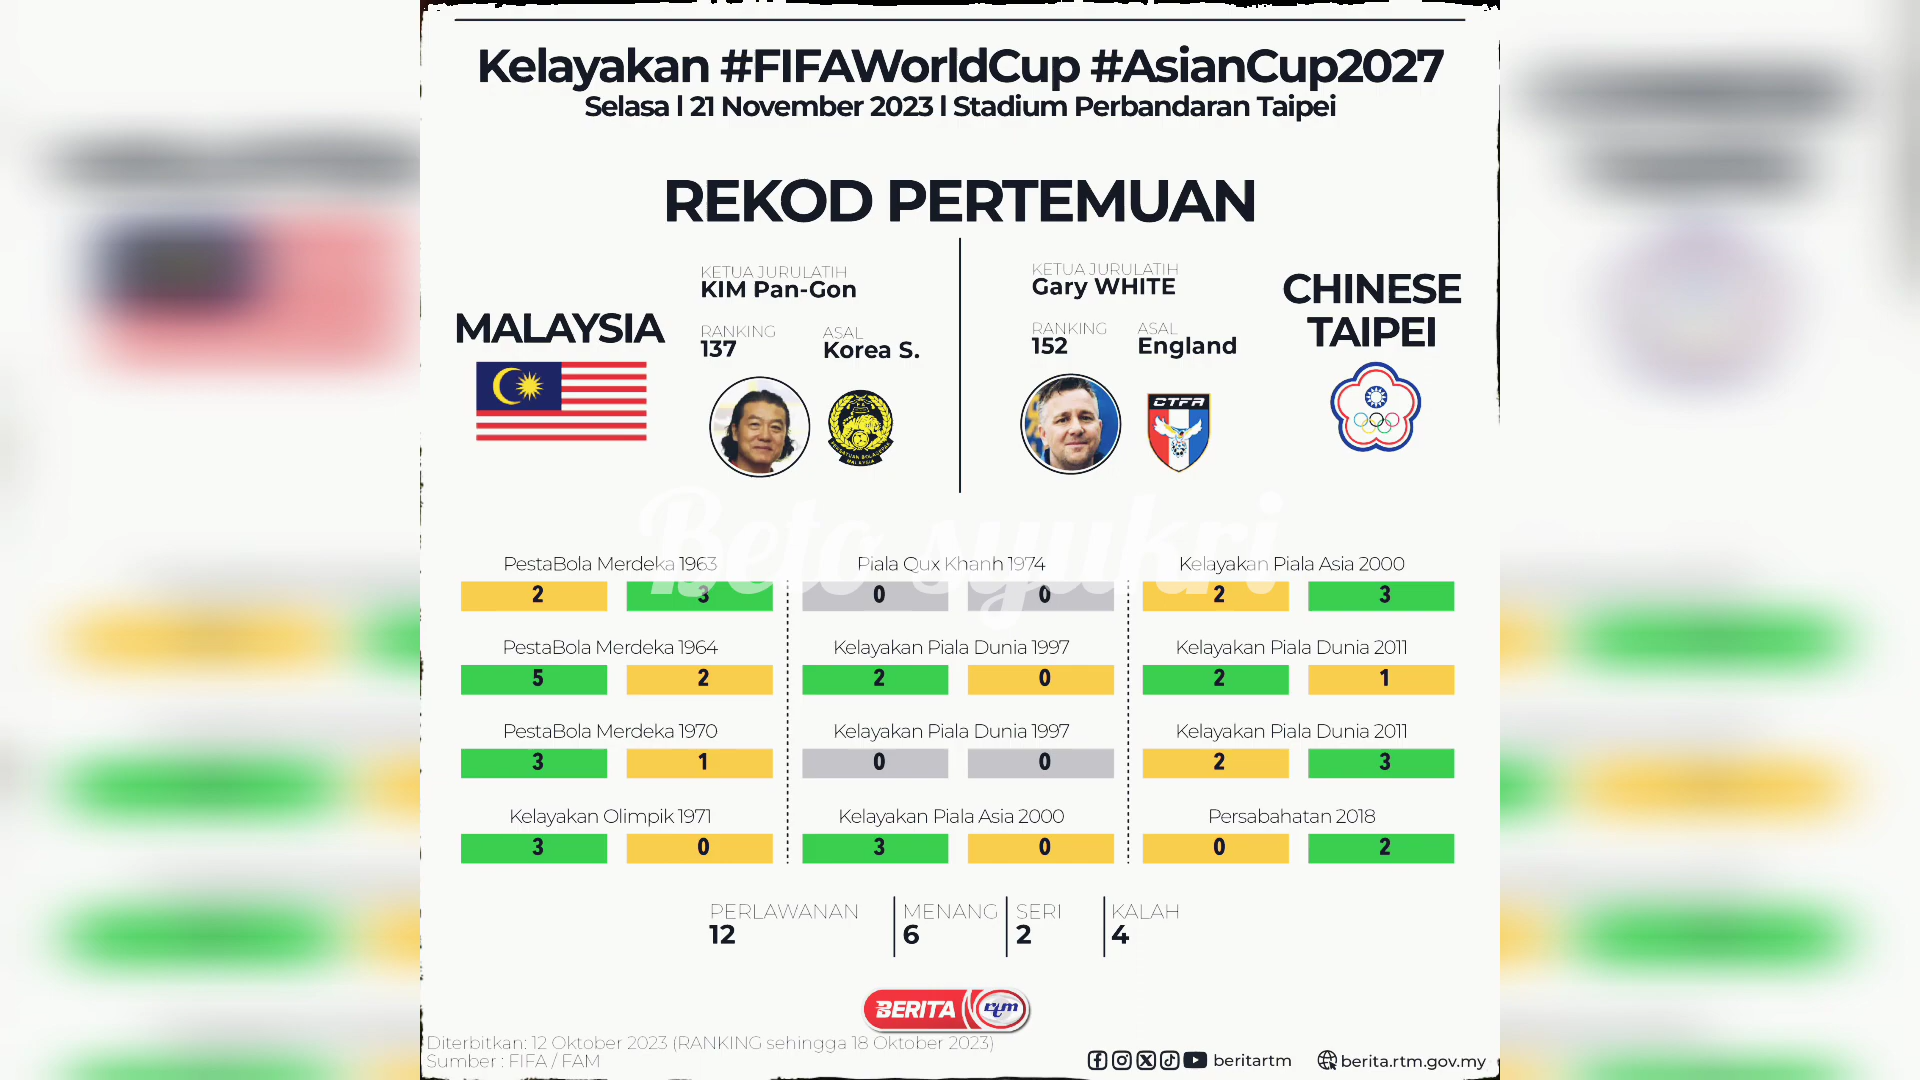 Kelayakan #FIFAWorldCup #AsianCup2027
Selasa | 21 November 2023 | Stadium Perbandaran Taipei
REKOD PERTEMUAN
MALAYSIA
KETUA JURULATIH
KIM Pan-Gon
RANKING
137
ASAL
Korea S.
KETUA JURULATIH
Gary WHITE
RANKING
152
ASAL
England
CTFA
CHINESE
TAIPEI
Beto syukri
PestaBola Merdeka 1963
2 3
PestaBola Merdeka 1964
5 2
PestaBola Merdeka 1970
3 1
Kelayakan Olimpik 1971
3 0
Piala Qux Khanh 1974
0 0
Kelayakan Piala Dunia 1997
2 0
Kelayakan Piala Dunia 1997
0 0
Kelayakan Piala Asia 2000
3 0
Kelayakan Piala Asia 2000
2 3
Kelayakan Piala Dunia 2011
2 1
Kelayakan Piala Dunia 2011
2 3
Persabahatan 2018
0 2
PERLAWANAN
12
MENANG
6
SERI
2
KALAH
4
BERITA rtm
Diterbitkan: 12 Oktober 2023 (RANKING sehingga 18 Oktober 2023)
Sumber : FIFA / FAM
beritartm
berita.rtm.gov.my